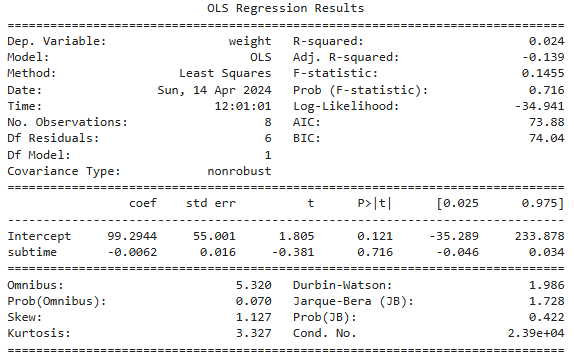 OLS Regression Results
==============================================================================
Dep. Variable:                 weight   R-squared:                       0.024
Model:                            OLS   Adj. R-squared:                 -0.139
Method:                 Least Squares   F-statistic:                    0.1455
Date:                Sun, 14 Apr 2024   Prob (F-statistic):              0.716
Time:                        12:01:01   Log-Likelihood:                -34.941
No. Observations:                   8   AIC:                             73.88
Df Residuals:                       6   BIC:                             74.04
Df Model:                           1
Covariance Type:            nonrobust
==============================================================================
                 coef    std err          t      P>|t|      [0.025      0.975]
------------------------------------------------------------------------------
Intercept     99.2944     55.001      1.805      0.121     -35.289     233.878
subtime       -0.0062      0.016     -0.381      0.716      -0.046       0.034
==============================================================================
Omnibus:                        5.320   Durbin-Watson:                   1.986
Prob(Omnibus):                  0.070   Jarque-Bera (JB):                1.728
Skew:                           1.127   Prob(JB):                        0.422
Kurtosis:                       3.327   Cond. No.                     2.39e+04
==============================================================================